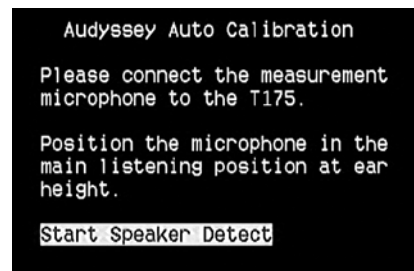 Audyssey Auto Calibration
Please connect the measurement
microphone to the T175.
Position the microphone in the
main listening position at ear
height.
Start Speaker Detect